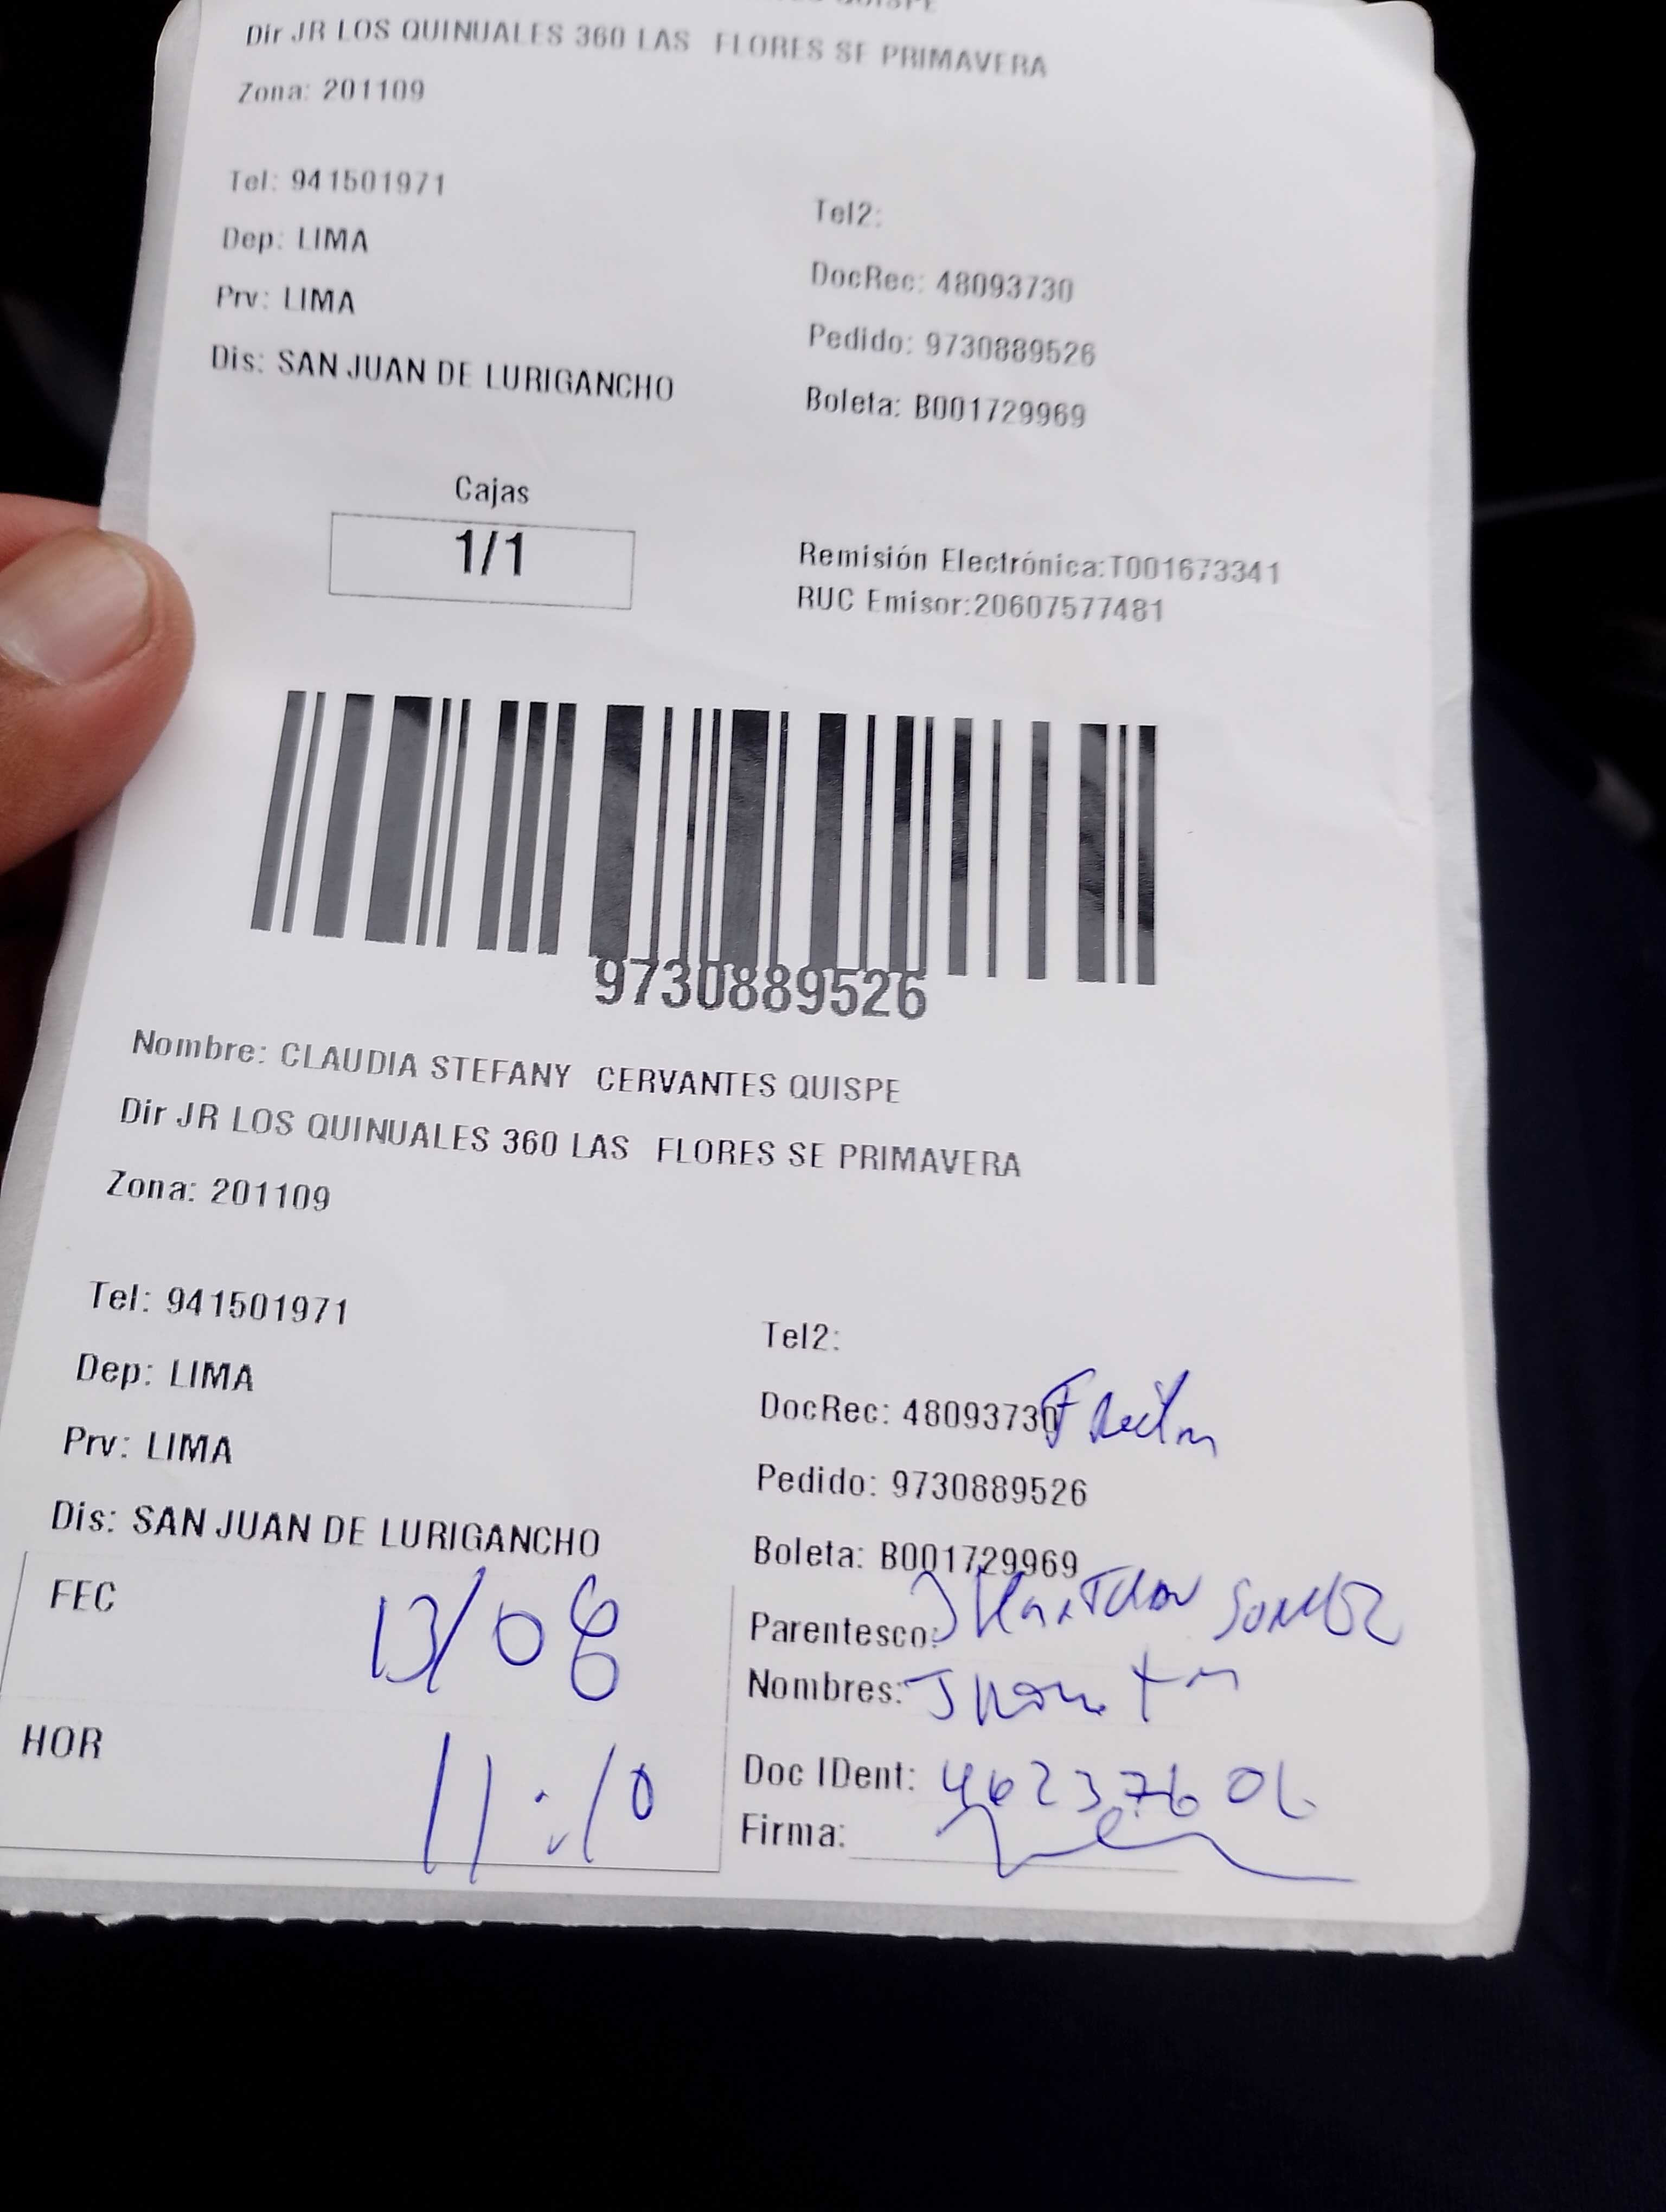 Dir JR LOS QUINUALES 360 LAS FLORES SE PRIMAVERA
Zona: 201109
Tel: 941501971
Tel2:
Dep: LIMA
DocRec: 48093730
Prv: LIMA
Pedido: 9730889526
Dis: SAN JUAN DE LURIGANCHO
Boleta: B001729969
Cajas
1/1
Remisión Electrónica:T001673341
RUC Emisor:20607577481
9730889526
Nombre: CLAUDIA STEFANY CERVANTES QUISPE
Dir JR LOS QUINUALES 360 LAS FLORES SE PRIMAVERA
Zona: 201109
Tel: 941501971
Tel2:
Dep: LIMA
DocRec: 48093730
Prv: LIMA
Pedido: 9730889526
Dis: SAN JUAN DE LURIGANCHO
Boleta: B001729969
FEC 13/08
Parentesco:
Nombres:
HOR 11:10
Doc IDent:
Firma: